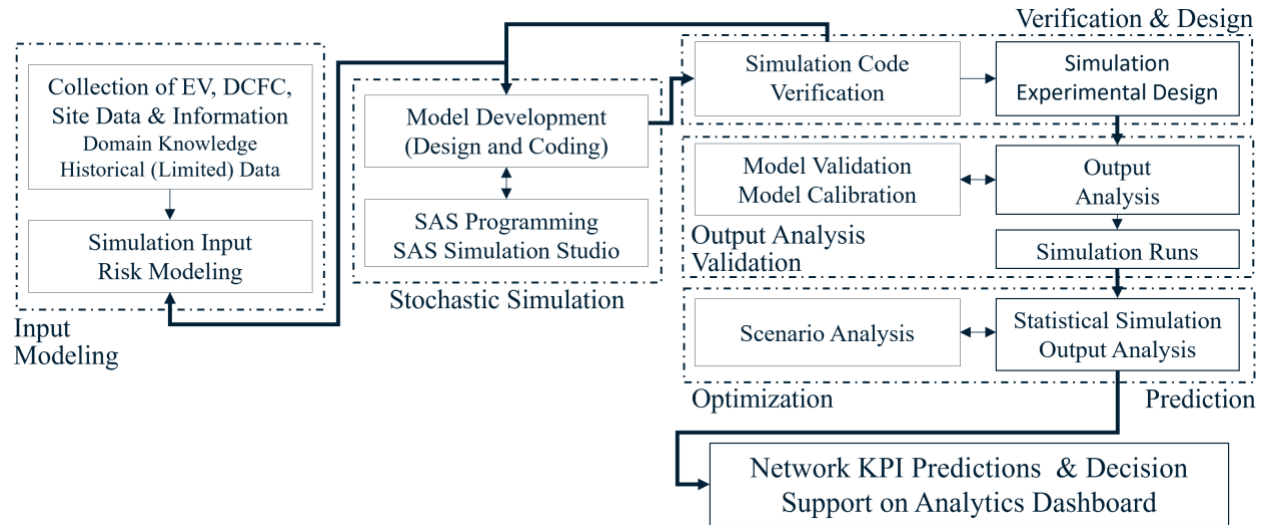 Collection of EV, DCFC,
Site Data & Information
Domain Knowledge
Historical (Limited) Data
Simulation Input
Risk Modeling
Input
Modeling
Model Development
(Design and Coding)
SAS Programming
SAS Simulation Studio
Stochastic Simulation
Verification & Design
Simulation Code
Verification
Simulation
Experimental Design
Model Validation
Model Calibration
Output
Analysis
Output Analysis
Validation
Simulation Runs
Scenario Analysis
Statistical Simulation
Output Analysis
Optimization
Prediction
Network KPI Predictions & Decision
Support on Analytics Dashboard